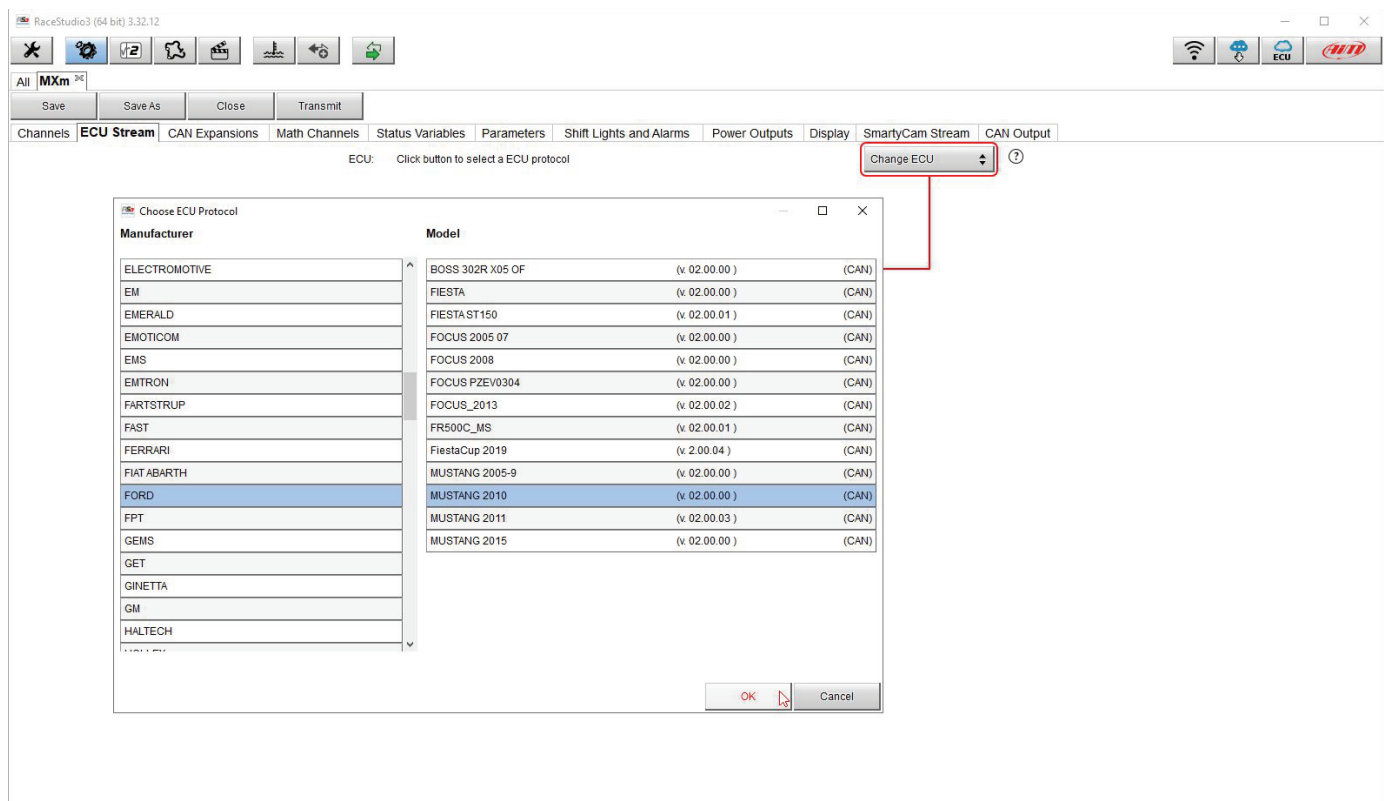 RaceStudio3 (64 bit) 3.32.12
ECU
AiM
All MXm
Save Save As Close Transmit
Channels ECU Stream CAN Expansions Math Channels Status Variables Parameters Shift Lights and Alarms Power Outputs Display SmartyCam Stream CAN Output
ECU: Click button to select a ECU protocol Change ECU ?
Choose ECU Protocol
Manufacturer Model
ELECTROMOTIVE BOSS 302R X05 OF (v. 02.00.00 ) (CAN)
EM FIESTA (v. 02.00.00 ) (CAN)
EMERALD FIESTA ST150 (v. 02.00.01 ) (CAN)
EMOTICOM FOCUS 2005 07 (v. 02.00.00 ) (CAN)
EMS FOCUS 2008 (v. 02.00.00 ) (CAN)
EMTRON FOCUS PZEV0304 (v. 02.00.00 ) (CAN)
FARTSTRUP FOCUS_2013 (v. 02.00.02 ) (CAN)
FAST FR500C_MS (v. 02.00.01 ) (CAN)
FERRARI FiestaCup 2019 (v. 2.00.04 ) (CAN)
FIAT ABARTH MUSTANG 2005-9 (v. 02.00.00 ) (CAN)
FORD MUSTANG 2010 (v. 02.00.00 ) (CAN)
FPT MUSTANG 2011 (v. 02.00.03 ) (CAN)
GEMS MUSTANG 2015 (v. 02.00.00 ) (CAN)
GET
GINETTA
GM
HALTECH
OK Cancel